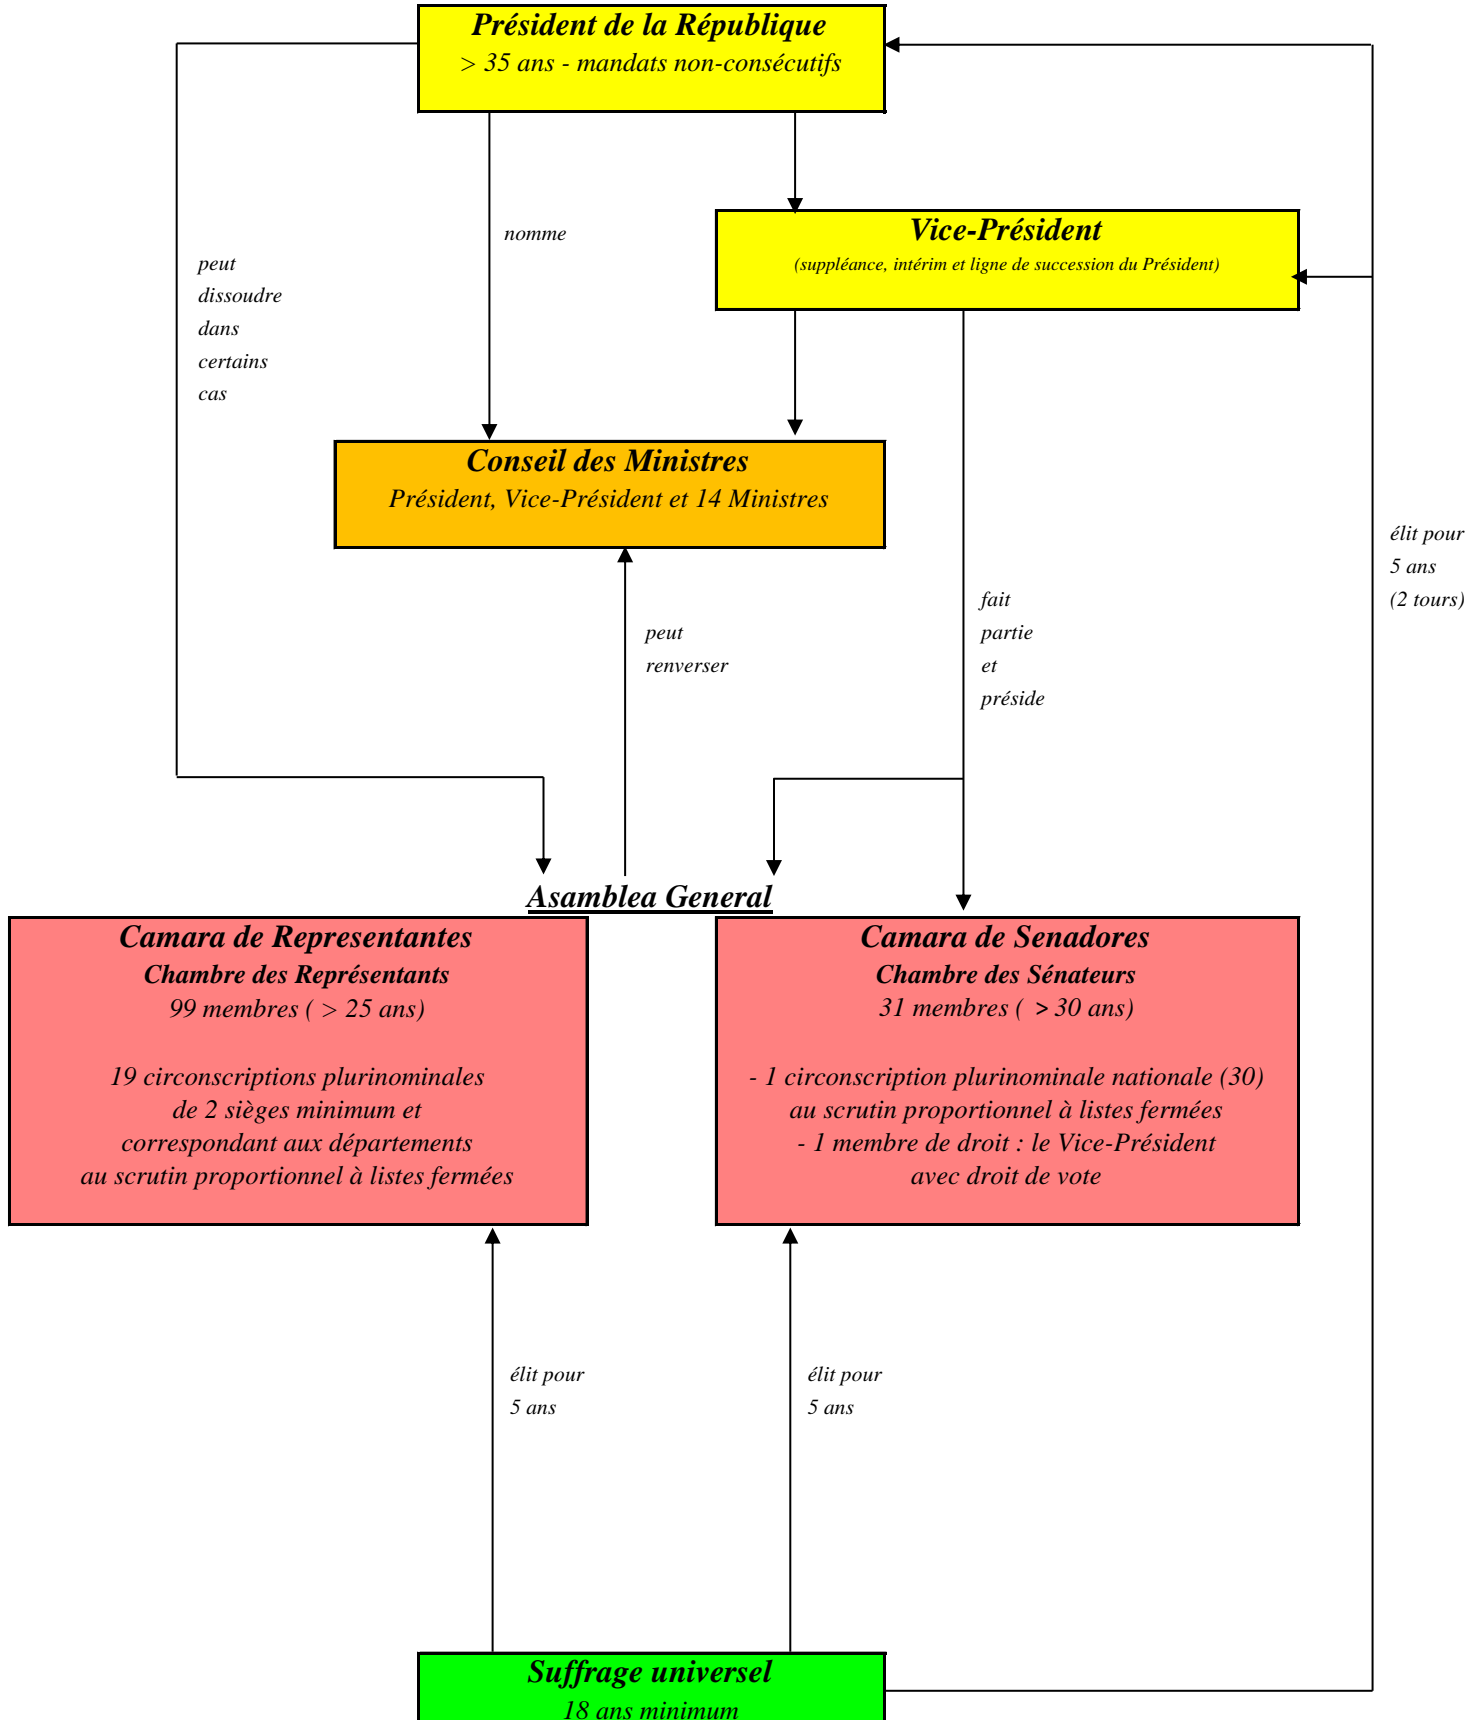 Président de la République
> 35 ans - mandats non-consécutifs
nomme
Vice-Président
(suppléance, intérim et ligne de succession du Président)
peut
dissoudre
dans
certains
cas
Conseil des Ministres
Président, Vice-Président et 14 Ministres
élit pour
5 ans
(2 tours)
fait
partie
et
préside
peut
renverser
Asamblea General
Camara de Representantes
Chambre des Représentants
99 membres ( > 25 ans)
19 circonscriptions plurinominales
de 2 sièges minimum et
correspondant aux départements
au scrutin proportionnel à listes fermées
Camara de Senadores
Chambre des Sénateurs
31 membres ( > 30 ans)
- 1 circonscription plurinominale nationale (30)
au scrutin proportionnel à listes fermées
- 1 membre de droit : le Vice-Président
avec droit de vote
élit pour
5 ans
élit pour
5 ans
Suffrage universel
18 ans minimum